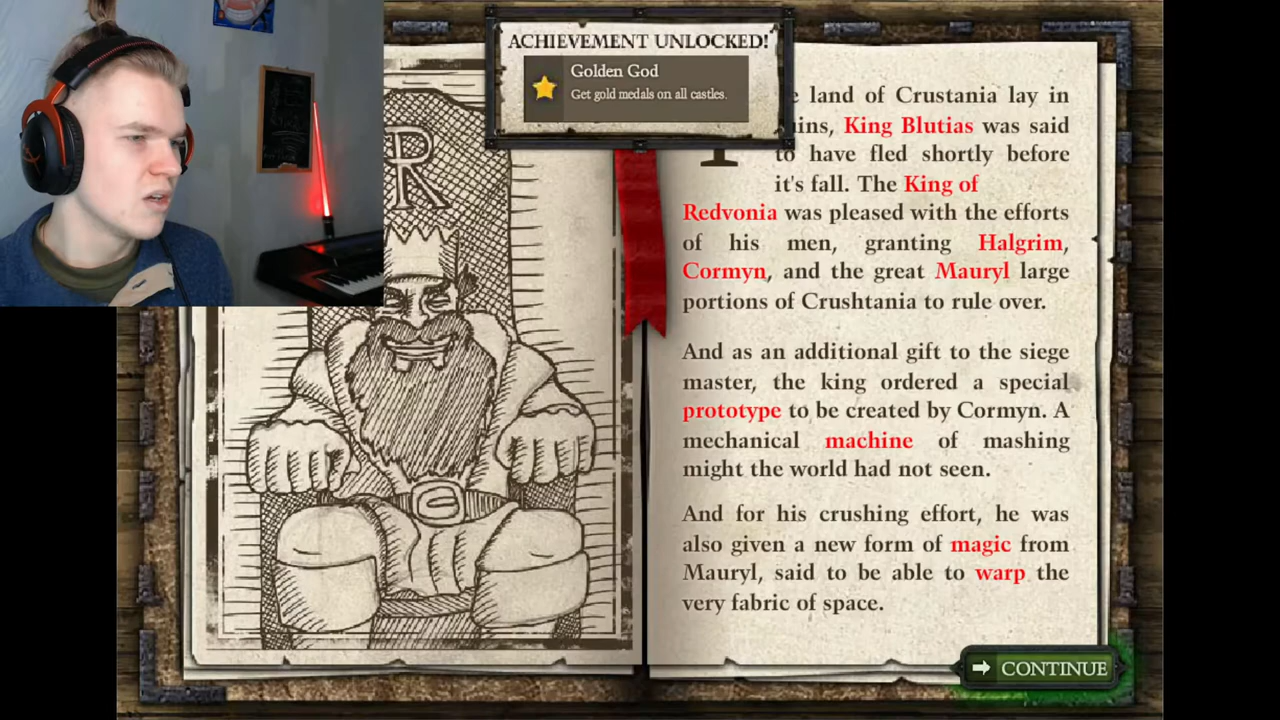 ACHIEVEMENT UNLOCKED!
Golden God
Get gold medals on all castles.
R
land of Crustania lay in
King Blutias was said
to have fled shortly before
it's fall. The King of
Redvonia was pleased with the efforts
of his men, granting Halgrim,
Cormyn, and the great Mauryl large
portions of Crushtania to rule over.
And as an additional gift to the siege
master, the king ordered a special
prototype to be created by Cormyn. A
mechanical machine of mashing
might the world had not seen.
And for his crushing effort, he was
also given a new form of magic from
Mauryl, said to be able to warp the
very fabric of space.
CONTINUE